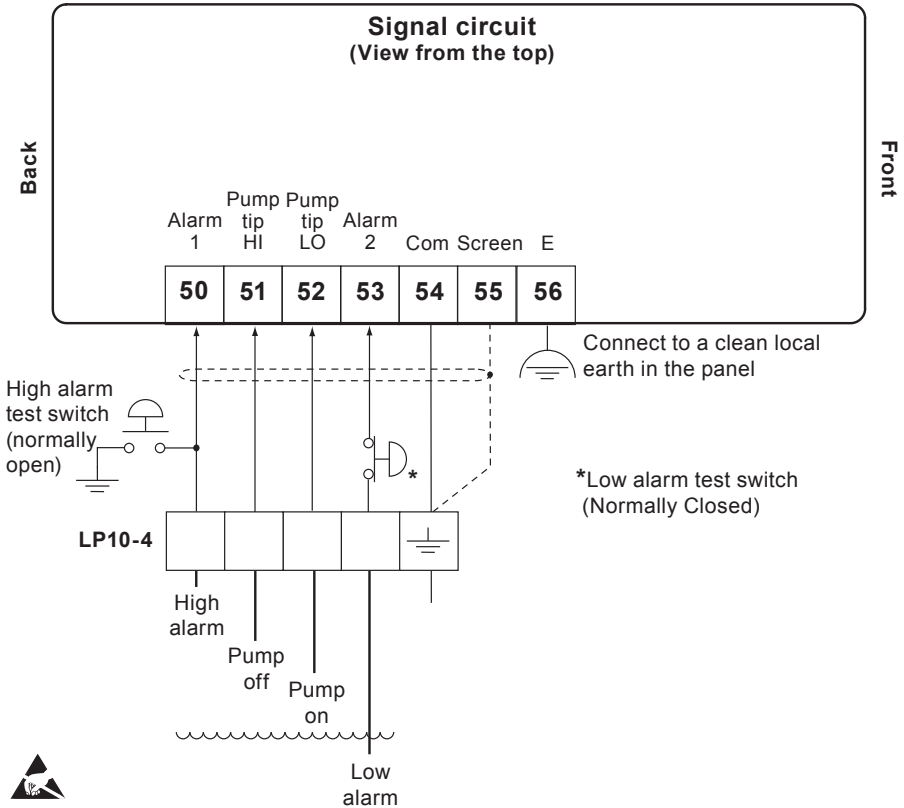 Signal circuit
(View from the top)
Back
Front
Alarm
1
Pump
tip
HI
Pump
tip
LO
Alarm
2
Com
Screen
E
50
51
52
53
54
55
56
Connect to a clean local
earth in the panel
High alarm
test switch
(normally
open)
*
*Low alarm test switch
(Normally Closed)
LP10-4
High
alarm
Pump
off
Pump
on
Low
alarm